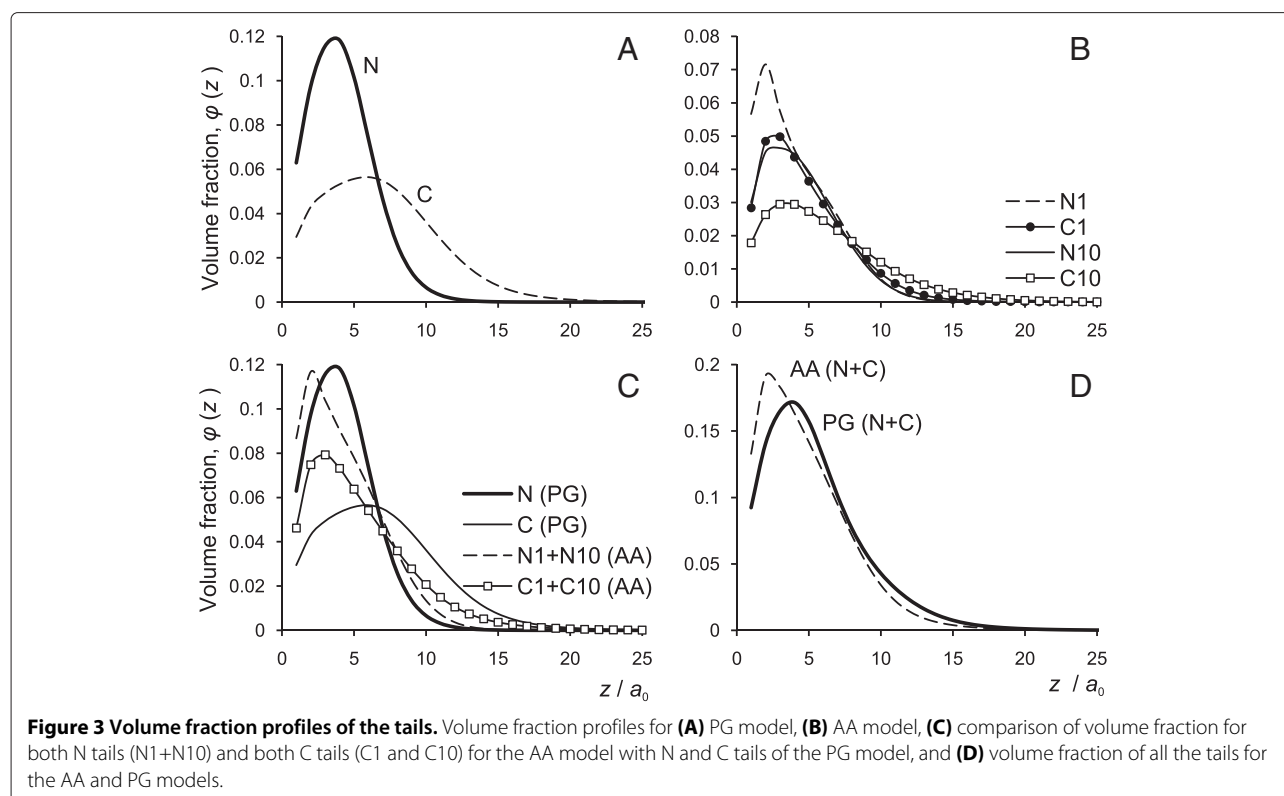 A
Volume fraction, φ (z )
0.12
0.1
0.08
0.06
0.04
0.02
0
N
C
0 5 10 15 20 25
B
0.08
0.07
0.06
0.05
0.04
0.03
0.02
0.01
0
N1
C1
N10
C10
0 5 10 15 20 25
C
Volume fraction, φ (z )
0.12
0.1
0.08
0.06
0.04
0.02
0
N (PG)
C (PG)
N1+N10 (AA)
C1+C10 (AA)
0 5 10 15 20 25
z / a0
D
0.2
0.15
0.1
0.05
0
AA (N+C)
PG (N+C)
0 5 10 15 20 25
z / a0
Figure 3 Volume fraction profiles of the tails. Volume fraction profiles for (A) PG model, (B) AA model, (C) comparison of volume fraction for
both N tails (N1+N10) and both C tails (C1 and C10) for the AA model with N and C tails of the PG model, and (D) volume fraction of all the tails for
the AA and PG models.